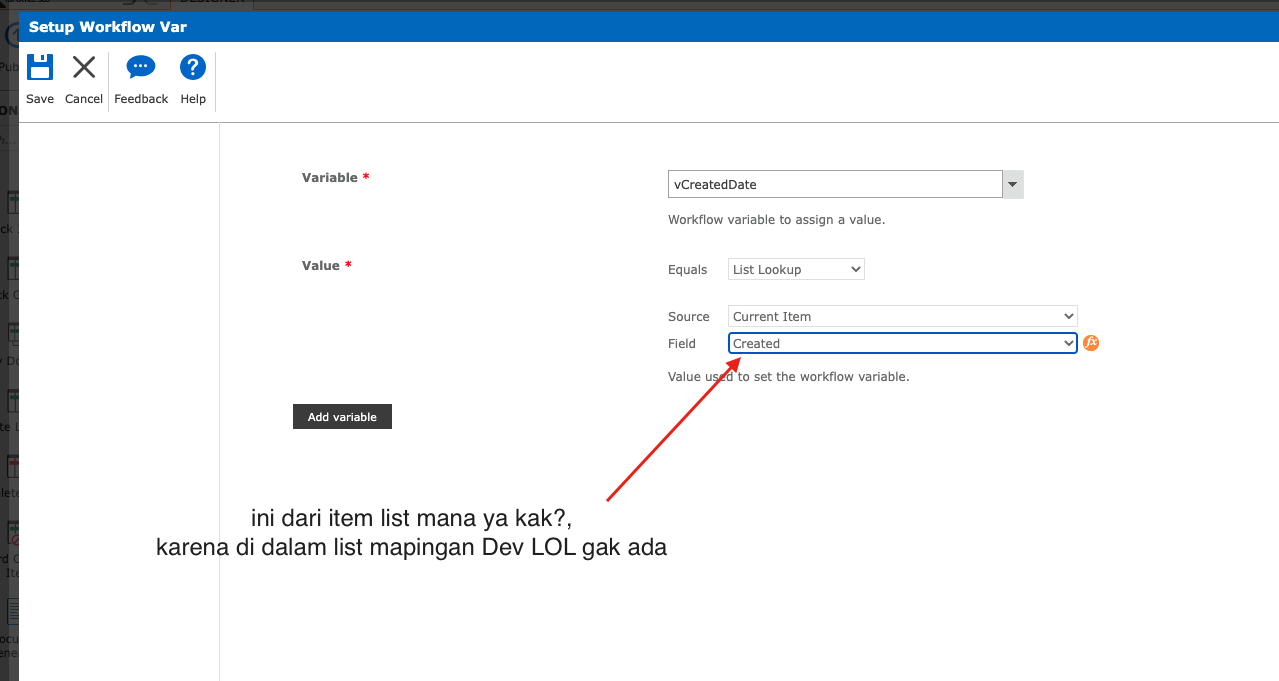 DESIGNER
Setup Workflow Var
Save
Cancel
Feedback
Help
Variable *
vCreatedDate
Workflow variable to assign a value.
Value *
Equals
List Lookup
Source
Current Item
Field
Created
fx
Value used to set the workflow variable.
Add variable
ini dari item list mana ya kak?,
karena di dalam list mapingan Dev LOL gak ada